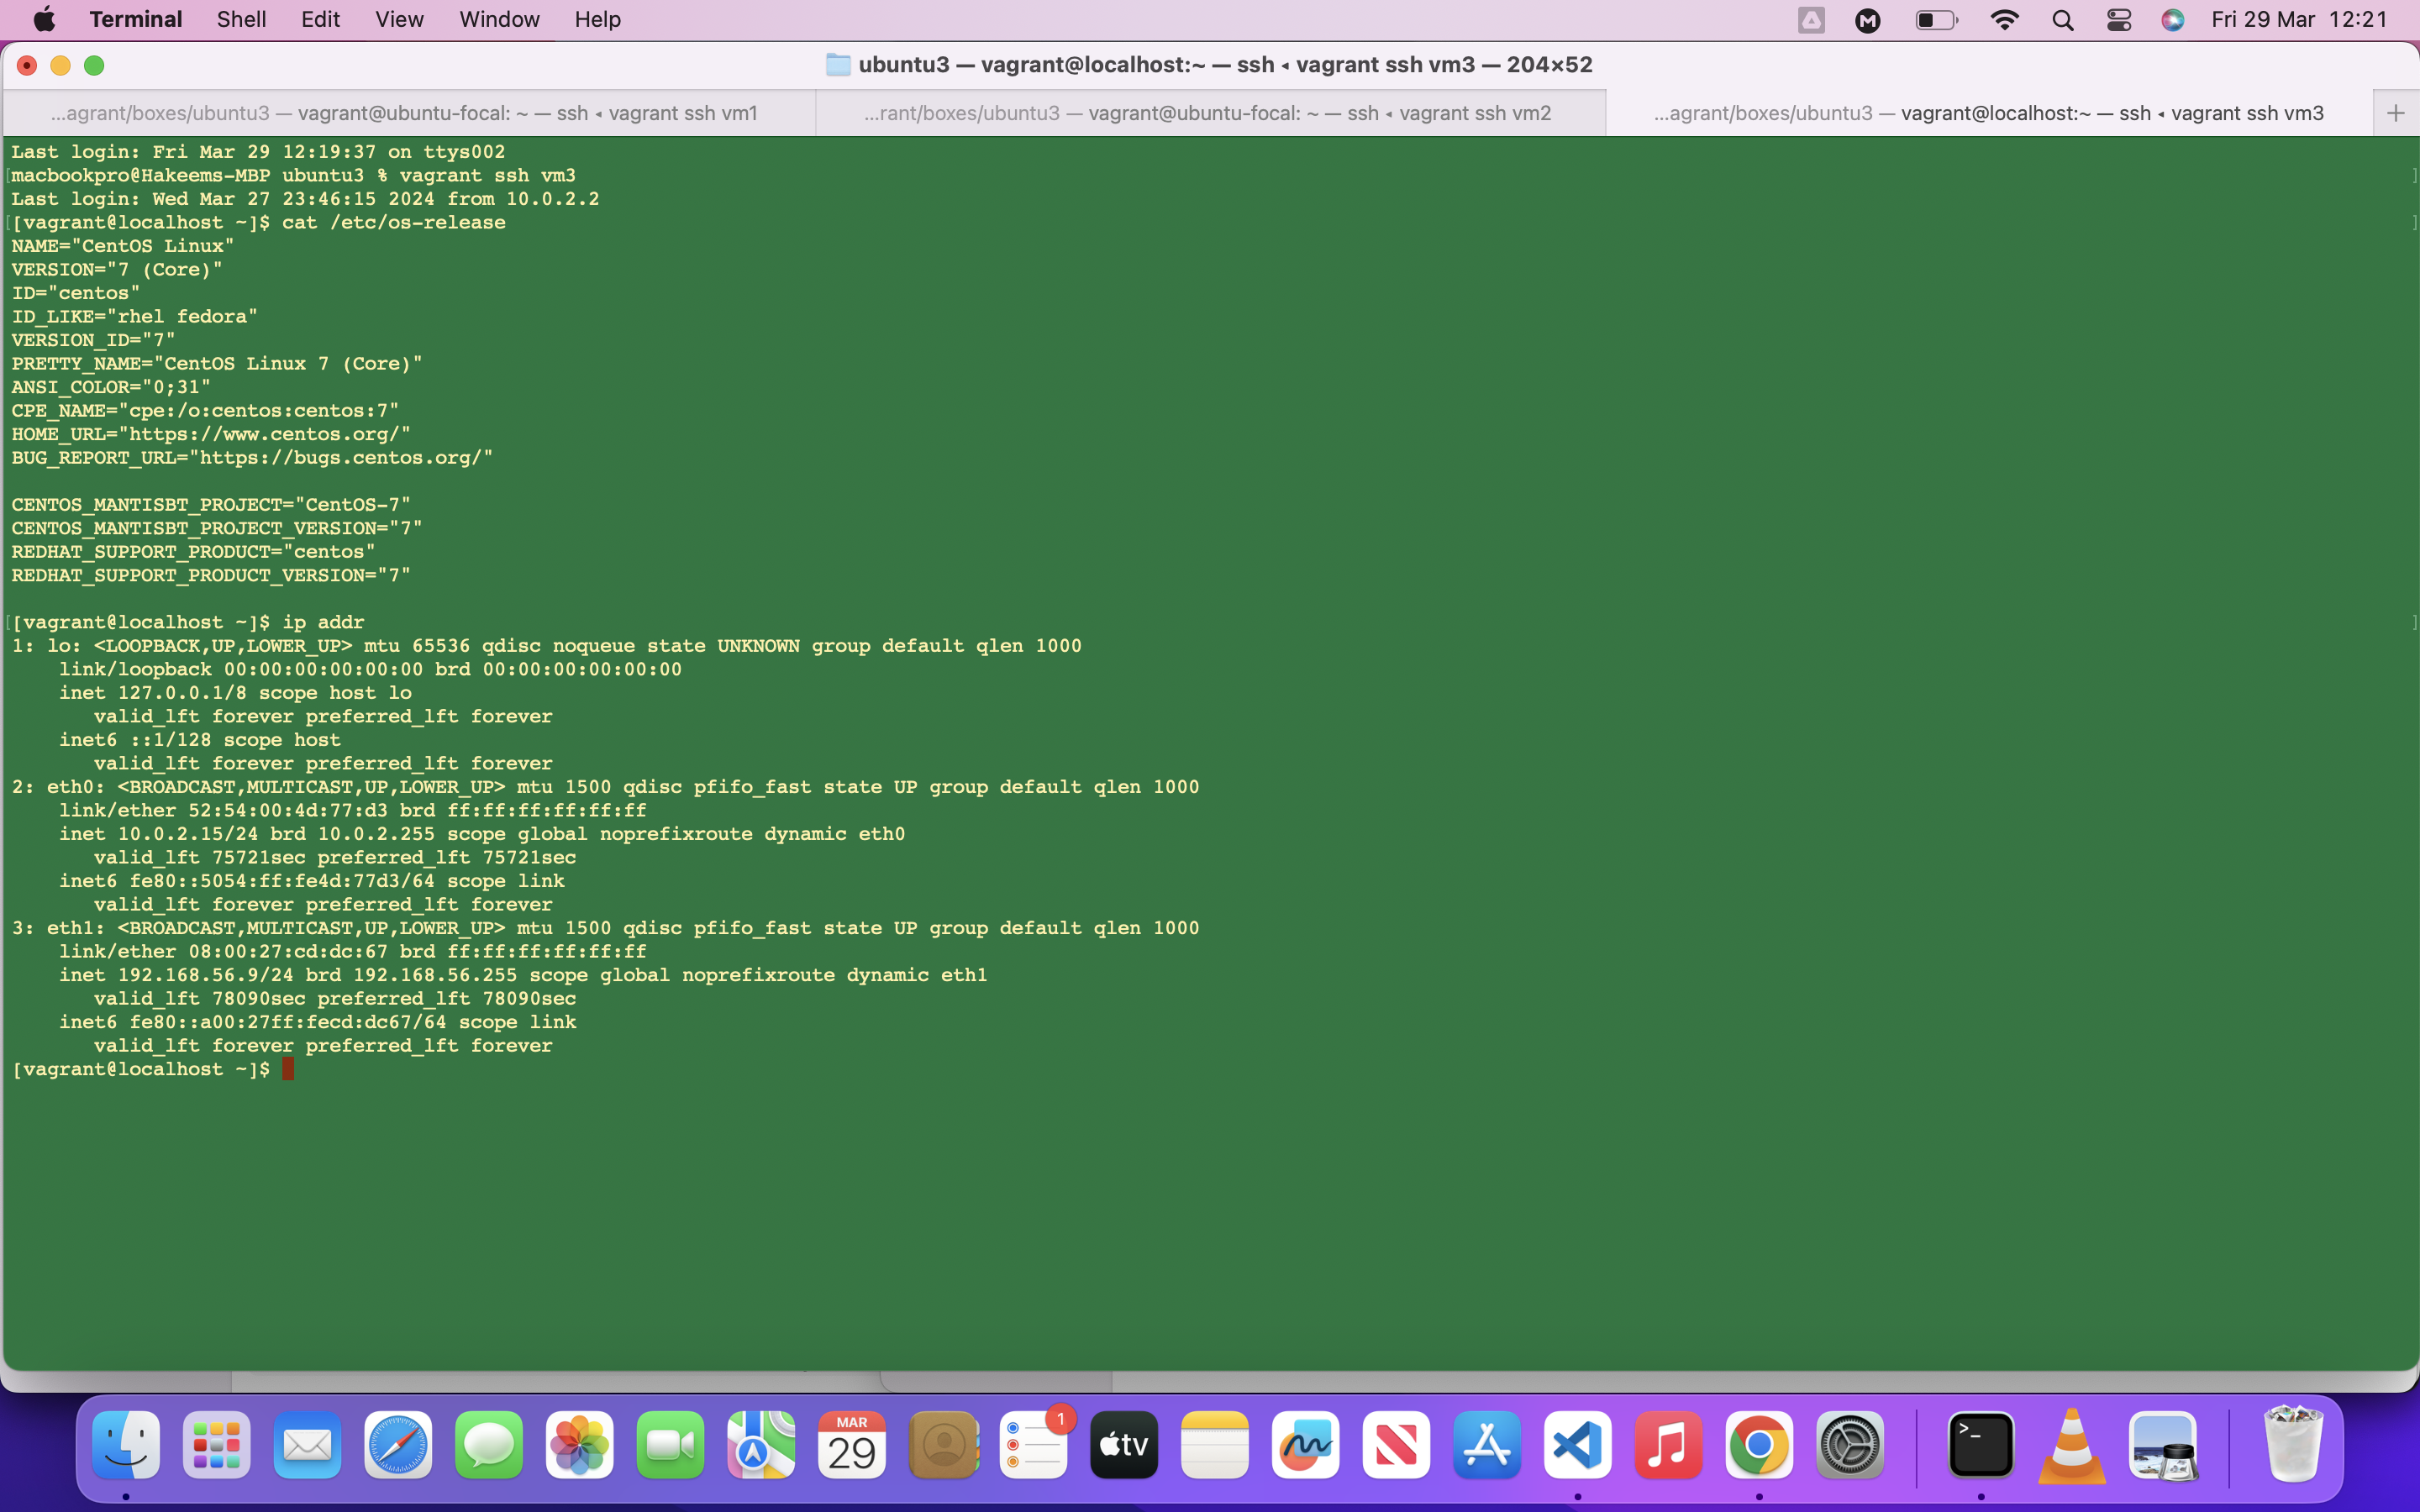 Terminal Shell Edit View Window Help Fri 29 Mar 12:21
ubuntu3 — vagrant@localhost:~ — ssh ◂ vagrant ssh vm3 — 204×52
...agrant/boxes/ubuntu3 — vagrant@ubuntu-focal: ~ — ssh ◂ vagrant ssh vm1
...rant/boxes/ubuntu3 — vagrant@ubuntu-focal: ~ — ssh ◂ vagrant ssh vm2
...agrant/boxes/ubuntu3 — vagrant@localhost:~ — ssh ◂ vagrant ssh vm3
Last login: Fri Mar 29 12:19:37 on ttys002
[macbookpro@Hakeems-MBP ubuntu3 % vagrant ssh vm3 ]
Last login: Wed Mar 27 23:46:15 2024 from 10.0.2.2
[[vagrant@localhost ~]$ cat /etc/os-release ]
NAME="CentOS Linux"
VERSION="7 (Core)"
ID="centos"
ID_LIKE="rhel fedora"
VERSION_ID="7"
PRETTY_NAME="CentOS Linux 7 (Core)"
ANSI_COLOR="0;31"
CPE_NAME="cpe:/o:centos:centos:7"
HOME_URL="https://www.centos.org/"
BUG_REPORT_URL="https://bugs.centos.org/"
CENTOS_MANTISBT_PROJECT="CentOS-7"
CENTOS_MANTISBT_PROJECT_VERSION="7"
REDHAT_SUPPORT_PRODUCT="centos"
REDHAT_SUPPORT_PRODUCT_VERSION="7"
[[vagrant@localhost ~]$ ip addr ]
1: lo: <LOOPBACK,UP,LOWER_UP> mtu 65536 qdisc noqueue state UNKNOWN group default qlen 1000
link/loopback 00:00:00:00:00:00 brd 00:00:00:00:00:00
inet 127.0.0.1/8 scope host lo
valid_lft forever preferred_lft forever
inet6 ::1/128 scope host
valid_lft forever preferred_lft forever
2: eth0: <BROADCAST,MULTICAST,UP,LOWER_UP> mtu 1500 qdisc pfifo_fast state UP group default qlen 1000
link/ether 52:54:00:4d:77:d3 brd ff:ff:ff:ff:ff:ff
inet 10.0.2.15/24 brd 10.0.2.255 scope global noprefixroute dynamic eth0
valid_lft 75721sec preferred_lft 75721sec
inet6 fe80::5054:ff:fe4d:77d3/64 scope link
valid_lft forever preferred_lft forever
3: eth1: <BROADCAST,MULTICAST,UP,LOWER_UP> mtu 1500 qdisc pfifo_fast state UP group default qlen 1000
link/ether 08:00:27:cd:dc:67 brd ff:ff:ff:ff:ff:ff
inet 192.168.56.9/24 brd 192.168.56.255 scope global noprefixroute dynamic eth1
valid_lft 78090sec preferred_lft 78090sec
inet6 fe80::a00:27ff:fecd:dc67/64 scope link
valid_lft forever preferred_lft forever
[vagrant@localhost ~]$
MAR
29
1
tv
>_